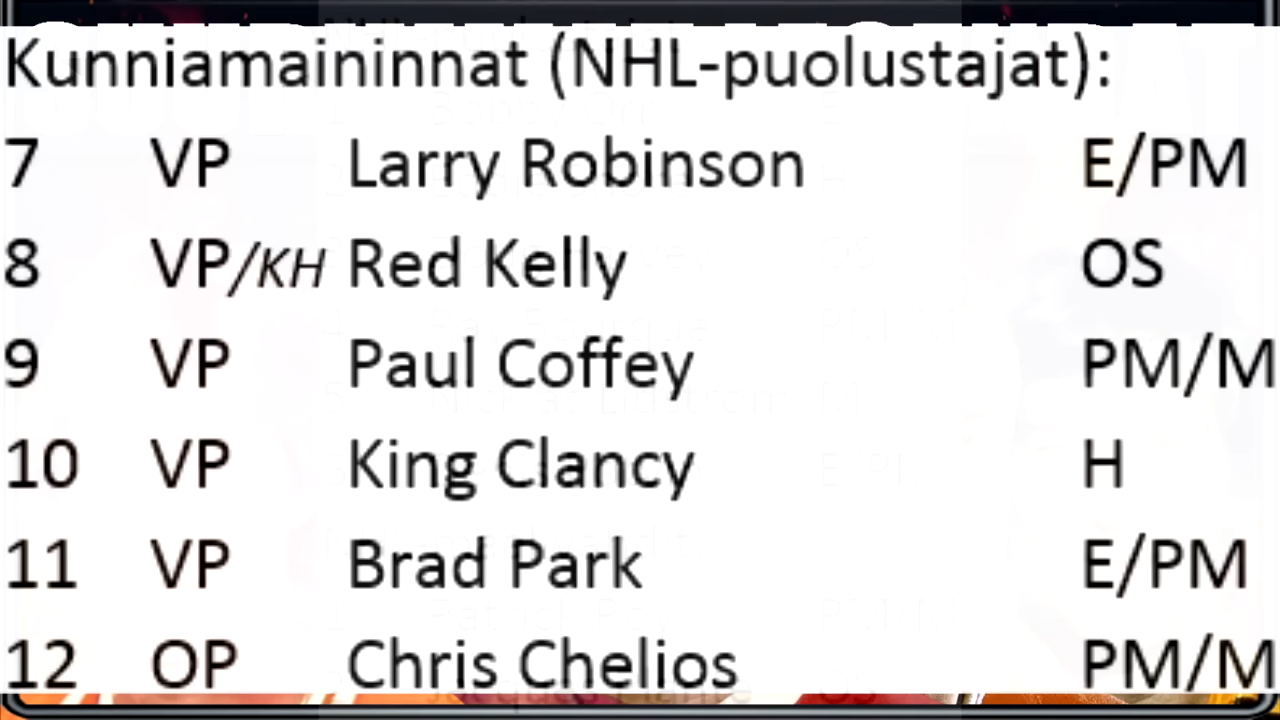 Kunniamaininnat (NHL-puolustajat):
7 VP Larry Robinson E/PM
8 VP/KH Red Kelly OS
9 VP Paul Coffey PM/M
10 VP King Clancy H
11 VP Brad Park E/PM
12 OP Chris Chelios PM/M